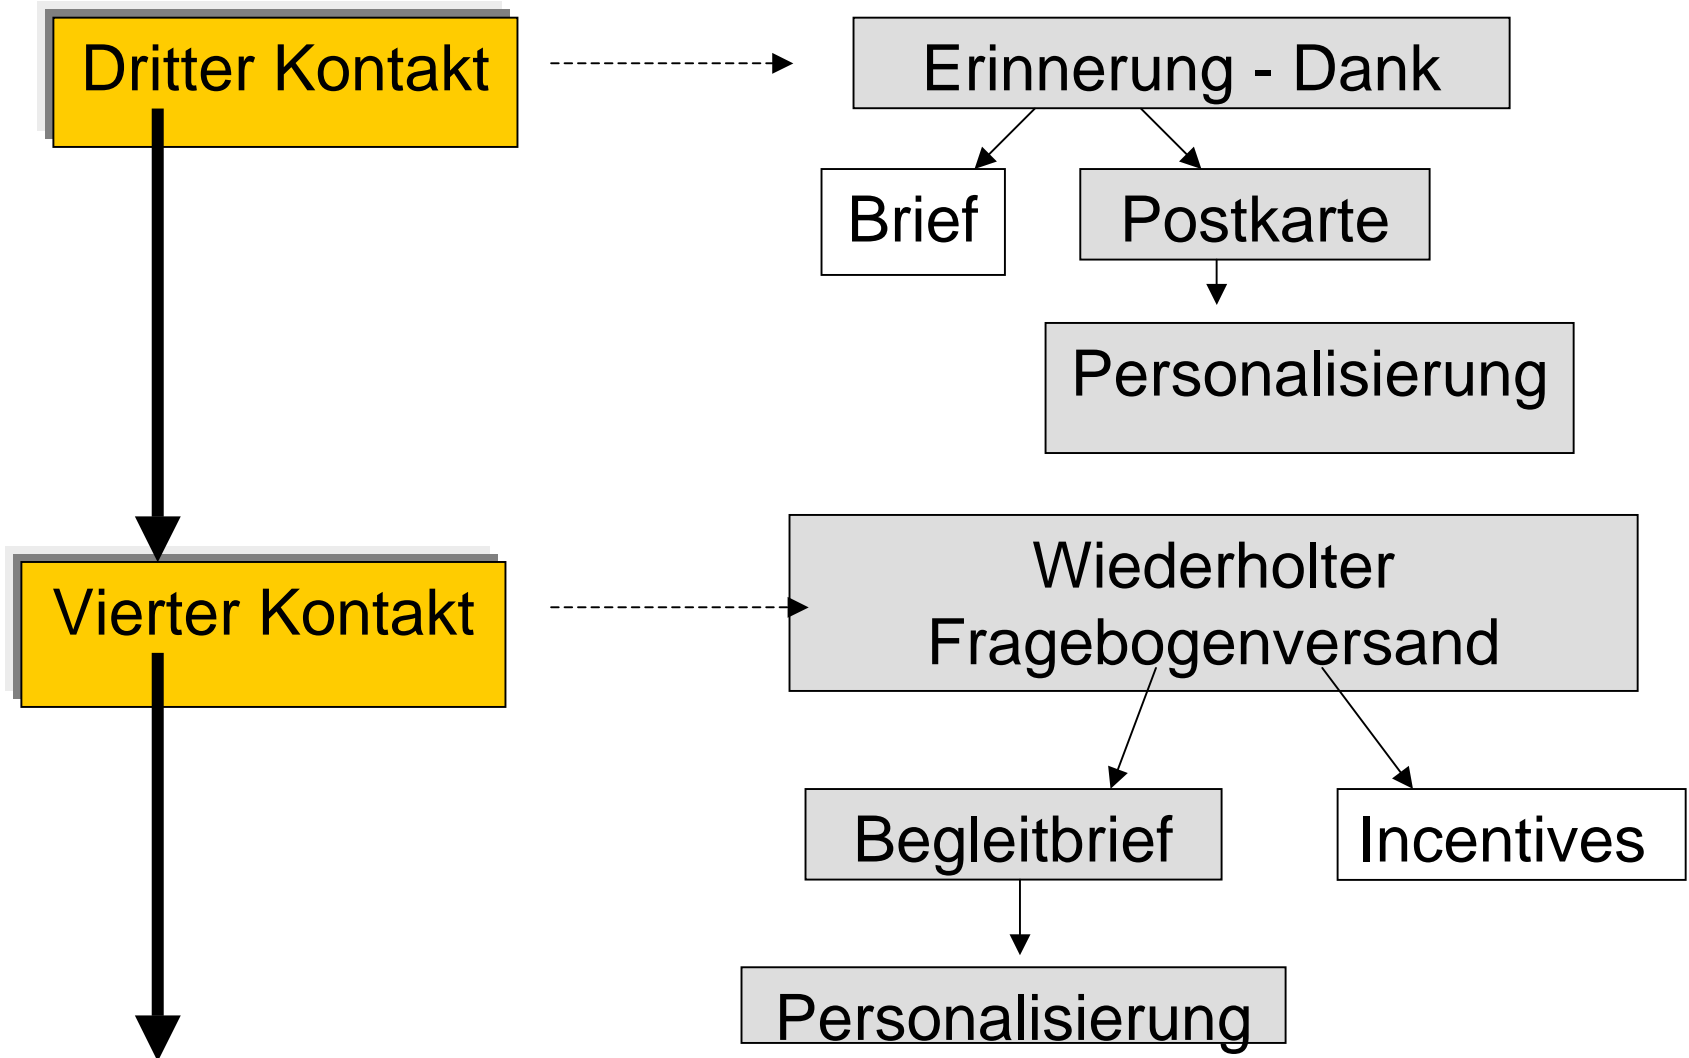 Dritter Kontakt
Erinnerung - Dank
Brief
Postkarte
Personalisierung
Vierter Kontakt
Wiederholter
Fragebogenversand
Begleitbrief
Incentives
Personalisierung